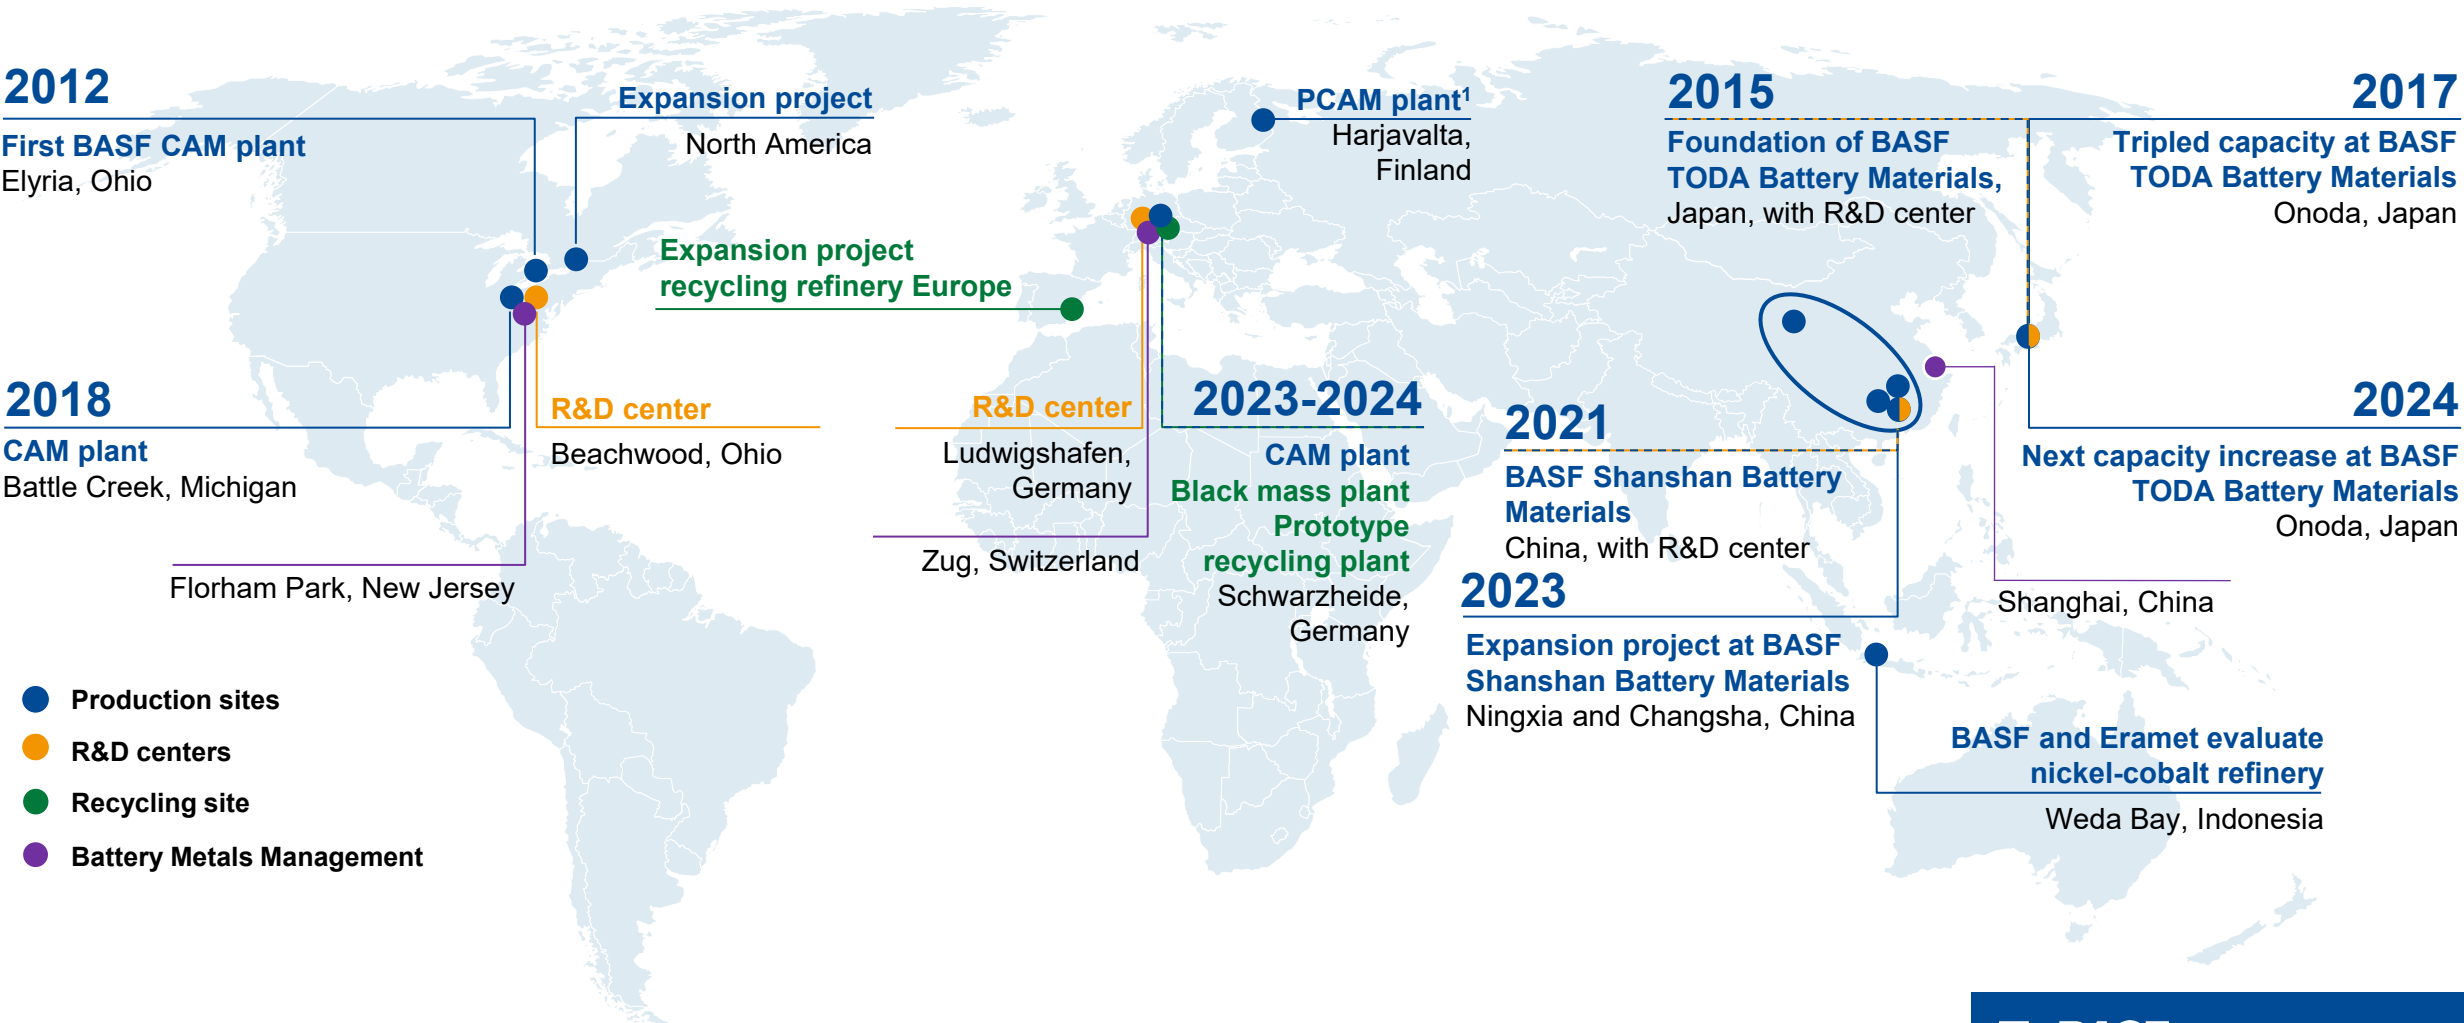 2012
First BASF CAM plant
Elyria, Ohio
Expansion project
North America
Expansion project
recycling refinery Europe
PCAM plant¹
Harjavalta,
Finland
2015
Foundation of BASF
TODA Battery Materials,
Japan, with R&D center
2017
Tripled capacity at BASF
TODA Battery Materials
Onoda, Japan
2018
CAM plant
Battle Creek, Michigan
R&D center
Beachwood, Ohio
Florham Park, New Jersey
R&D center
Ludwigshafen,
Germany
Zug, Switzerland
2023-2024
CAM plant
Black mass plant
Prototype
recycling plant
Schwarzheide,
Germany
2021
BASF Shanshan Battery
Materials
China, with R&D center
2023
Expansion project at BASF
Shanshan Battery Materials
Ningxia and Changsha, China
2024
Next capacity increase at BASF
TODA Battery Materials
Onoda, Japan
Shanghai, China
BASF and Eramet evaluate
nickel-cobalt refinery
Weda Bay, Indonesia
Production sites
R&D centers
Recycling site
Battery Metals Management